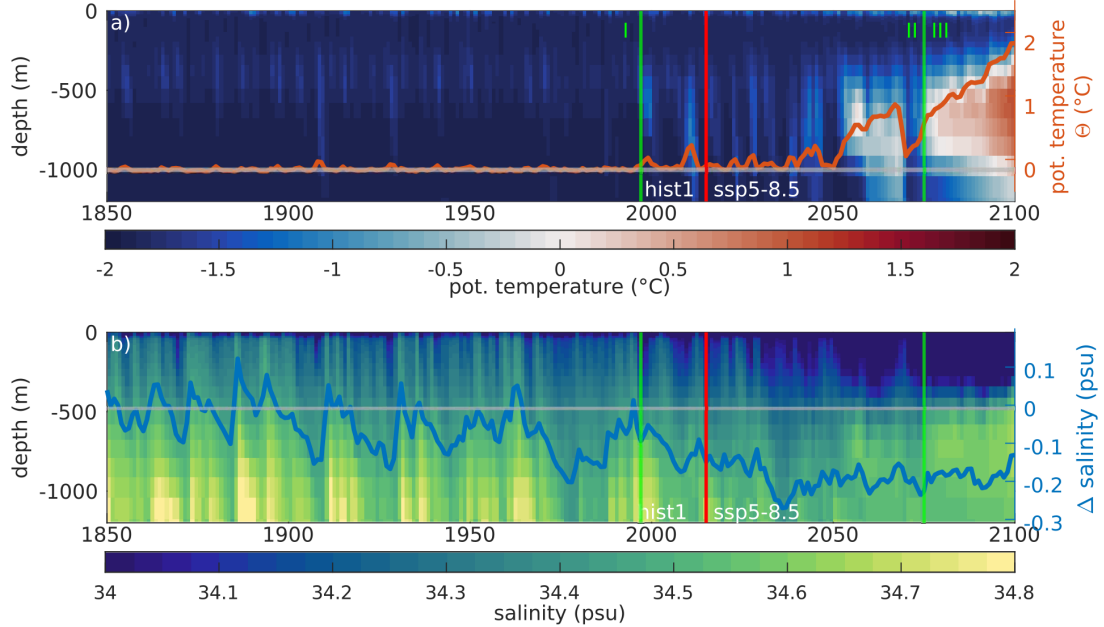 a)
I
II
III
0
-500
-1000
depth (m)
2
1
0
pot. temperature
Θ (°C)
hist1
ssp5-8.5
1850
1900
1950
2000
2050
2100
-2
-1.5
-1
-0.5
0
0.5
1
1.5
2
pot. temperature (°C)
b)
0
-500
-1000
depth (m)
0.1
0
-0.1
-0.2
-0.3
Δ salinity (psu)
hist1
ssp5-8.5
1850
1900
1950
2000
2050
2100
34
34.1
34.2
34.3
34.4
34.5
34.6
34.7
34.8
salinity (psu)